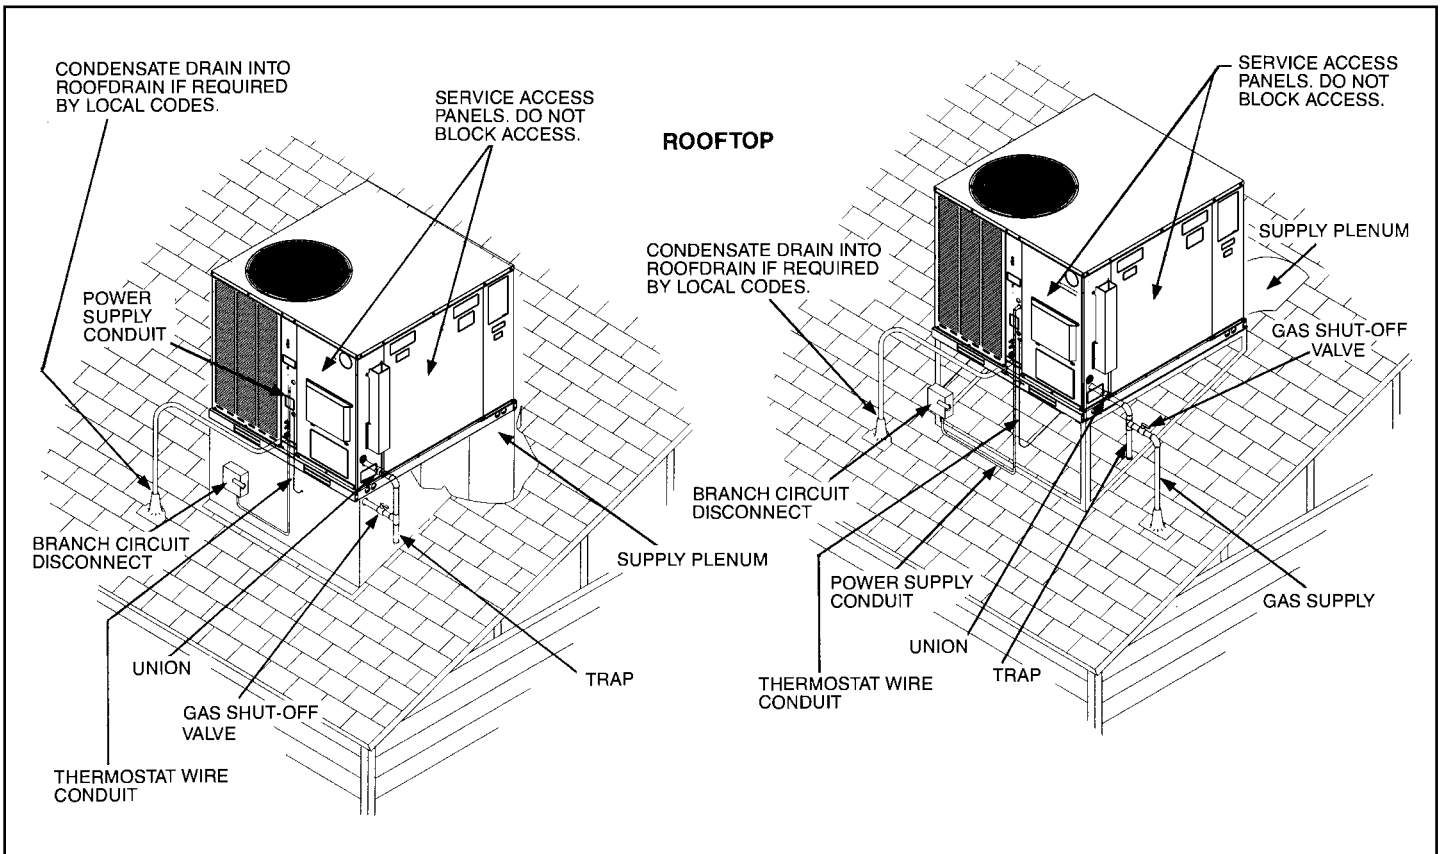 CONDENSATE DRAIN INTO
ROOFDRAIN IF REQUIRED
BY LOCAL CODES.
SERVICE ACCESS
PANELS. DO NOT
BLOCK ACCESS.
POWER
SUPPLY
CONDUIT
BRANCH CIRCUIT
DISCONNECT
SUPPLY PLENUM
UNION
TRAP
GAS SHUT-OFF
VALVE
THERMOSTAT WIRE
CONDUIT
ROOFTOP
SERVICE ACCESS
PANELS. DO NOT
BLOCK ACCESS.
CONDENSATE DRAIN INTO
ROOFDRAIN IF REQUIRED
BY LOCAL CODES.
SUPPLY PLENUM
GAS SHUT-OFF
VALVE
BRANCH CIRCUIT
DISCONNECT
POWER SUPPLY
CONDUIT
GAS SUPPLY
UNION
TRAP
THERMOSTAT WIRE
CONDUIT